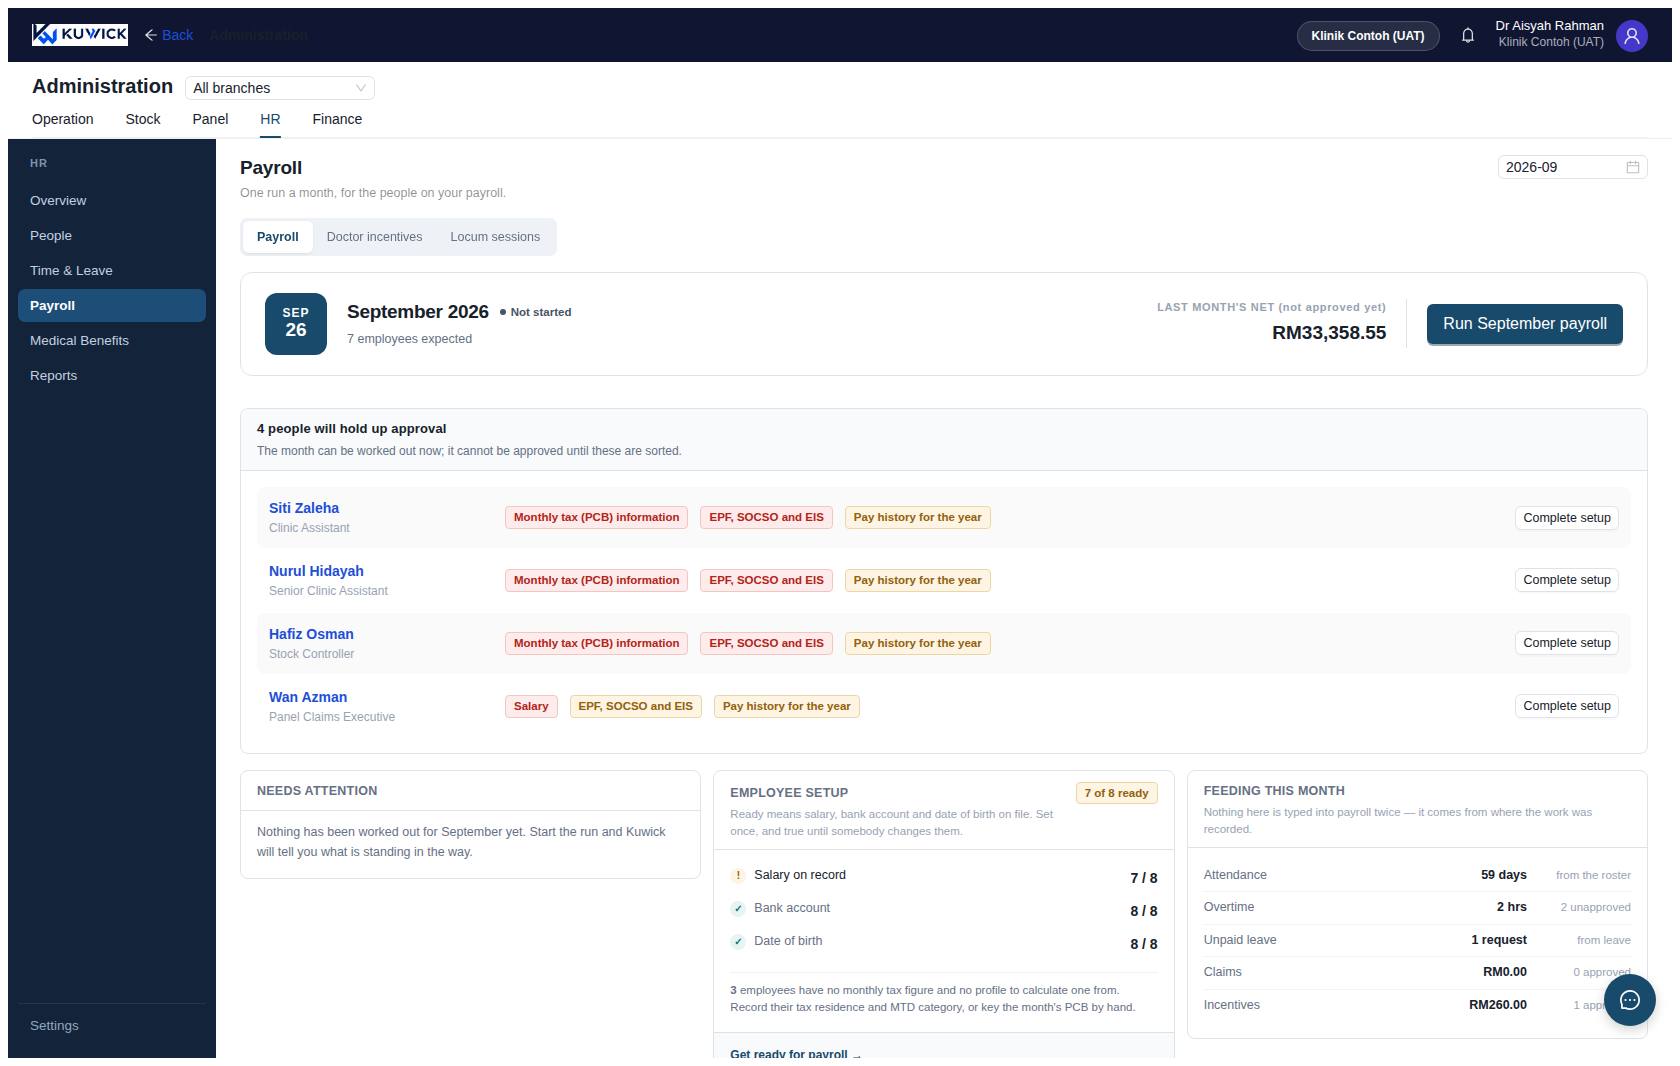 KUWICK
Back
Administration
Klinik Contoh (UAT)
Dr Aisyah Rahman
Klinik Contoh (UAT)
Administration
All branches
Operation
Stock
Panel
HR
Finance
HR
Overview
People
Time & Leave
Payroll
Medical Benefits
Reports
Settings
Payroll
One run a month, for the people on your payroll.
2026-09
Payroll
Doctor incentives
Locum sessions
SEP
26
September 2026
Not started
7 employees expected
LAST MONTH'S NET (not approved yet)
RM33,358.55
Run September payroll
4 people will hold up approval
The month can be worked out now; it cannot be approved until these are sorted.
Siti Zaleha
Clinic Assistant
Monthly tax (PCB) information
EPF, SOCSO and EIS
Pay history for the year
Complete setup
Nurul Hidayah
Senior Clinic Assistant
Monthly tax (PCB) information
EPF, SOCSO and EIS
Pay history for the year
Complete setup
Hafiz Osman
Stock Controller
Monthly tax (PCB) information
EPF, SOCSO and EIS
Pay history for the year
Complete setup
Wan Azman
Panel Claims Executive
Salary
EPF, SOCSO and EIS
Pay history for the year
Complete setup
NEEDS ATTENTION
Nothing has been worked out for September yet. Start the run and Kuwick
will tell you what is standing in the way.
EMPLOYEE SETUP
7 of 8 ready
Ready means salary, bank account and date of birth on file. Set
once, and true until somebody changes them.
! Salary on record
7 / 8
✓ Bank account
8 / 8
✓ Date of birth
8 / 8
3 employees have no monthly tax figure and no profile to calculate one from.
Record their tax residence and MTD category, or key the month's PCB by hand.
Get ready for payroll →
FEEDING THIS MONTH
Nothing here is typed into payroll twice — it comes from where the work was
recorded.
Attendance
59 days
from the roster
Overtime
2 hrs
2 unapproved
Unpaid leave
1 request
from leave
Claims
RM0.00
0 approved
Incentives
RM260.00
1